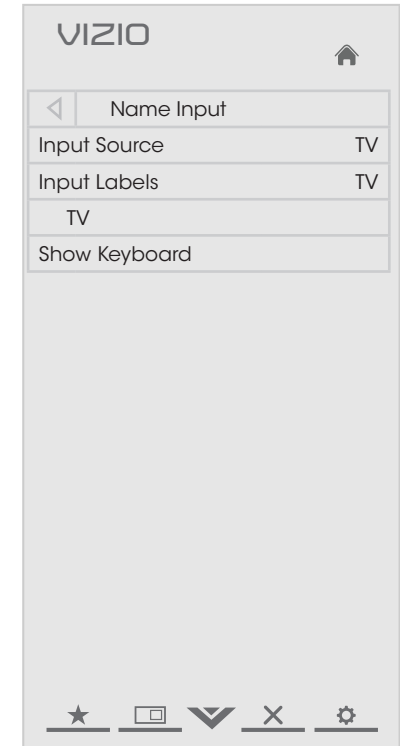 VIZIO
Name Input
Input Source TV
Input Labels TV
TV
Show Keyboard